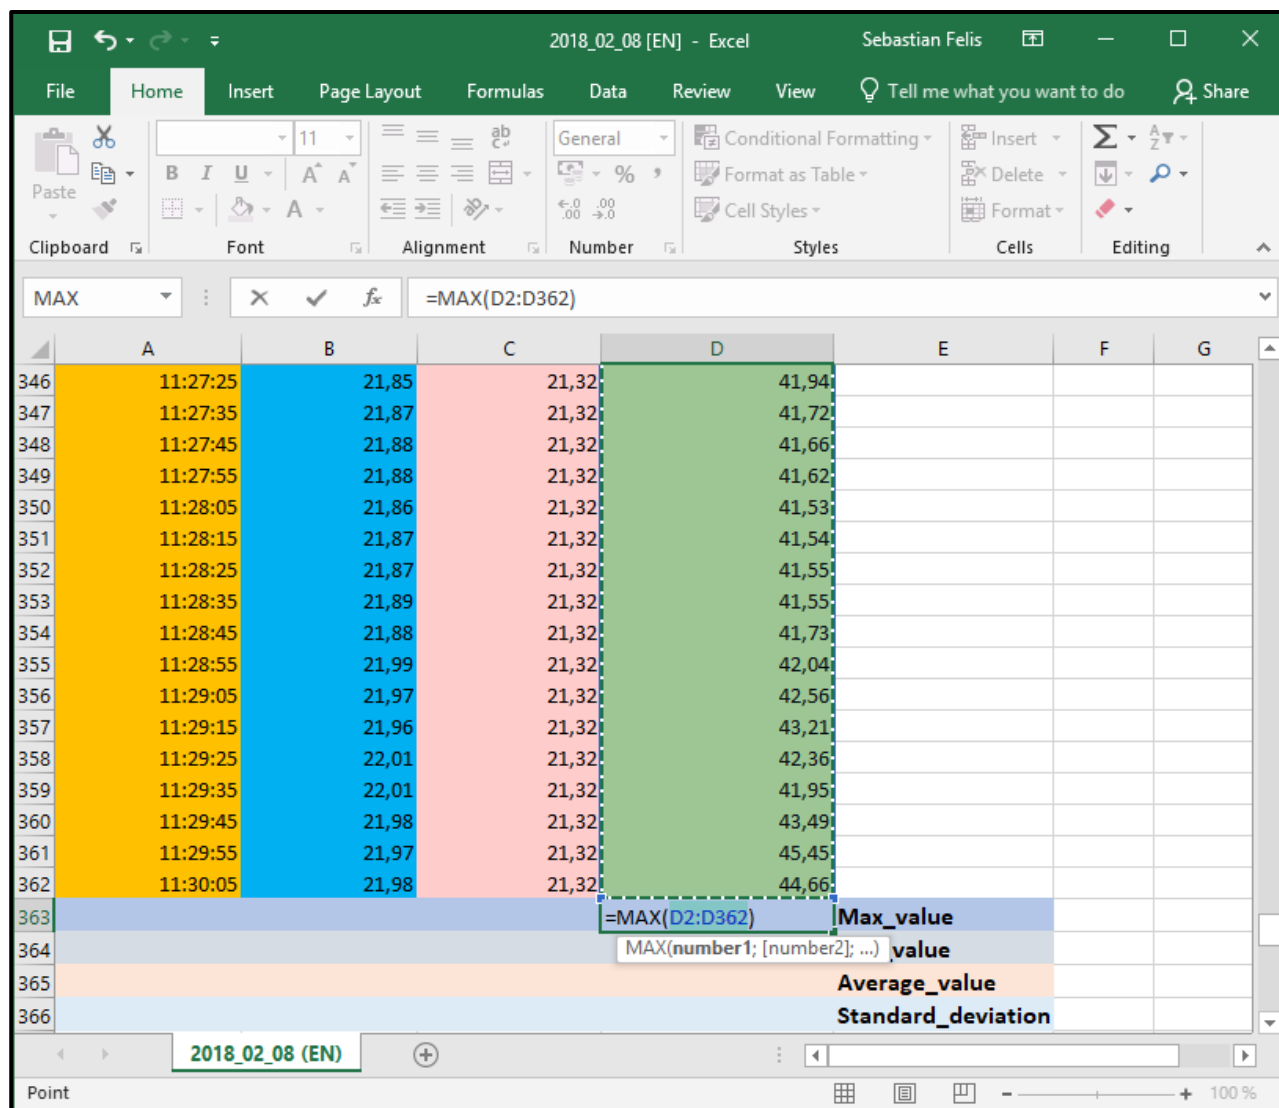 2018_02_08 [EN] - Excel Sebastian Felis
File Home Insert Page Layout Formulas Data Review View Tell me what you want to do Share
Paste
11
B I U A A
A
ab
c
General
% ,
←,0 ,00
,00 →,0
Conditional Formatting
Format as Table
Cell Styles
Insert
Delete
Format
Σ A Z
Clipboard Font Alignment Number Styles Cells Editing
MAX fx =MAX(D2:D362)
A B C D E F G
346 11:27:25 21,85 21,32 41,94
347 11:27:35 21,87 21,32 41,72
348 11:27:45 21,88 21,32 41,66
349 11:27:55 21,88 21,32 41,62
350 11:28:05 21,86 21,32 41,53
351 11:28:15 21,87 21,32 41,54
352 11:28:25 21,87 21,32 41,55
353 11:28:35 21,89 21,32 41,55
354 11:28:45 21,88 21,32 41,73
355 11:28:55 21,99 21,32 42,04
356 11:29:05 21,97 21,32 42,56
357 11:29:15 21,96 21,32 43,21
358 11:29:25 22,01 21,32 42,36
359 11:29:35 22,01 21,32 41,95
360 11:29:45 21,98 21,32 43,49
361 11:29:55 21,97 21,32 45,45
362 11:30:05 21,98 21,32 44,66
363 =MAX(D2:D362) Max_value
364 MAX(number1; [number2]; ...) _value
365 Average_value
366 Standard_deviation
2018_02_08 (EN)
Point 100 %